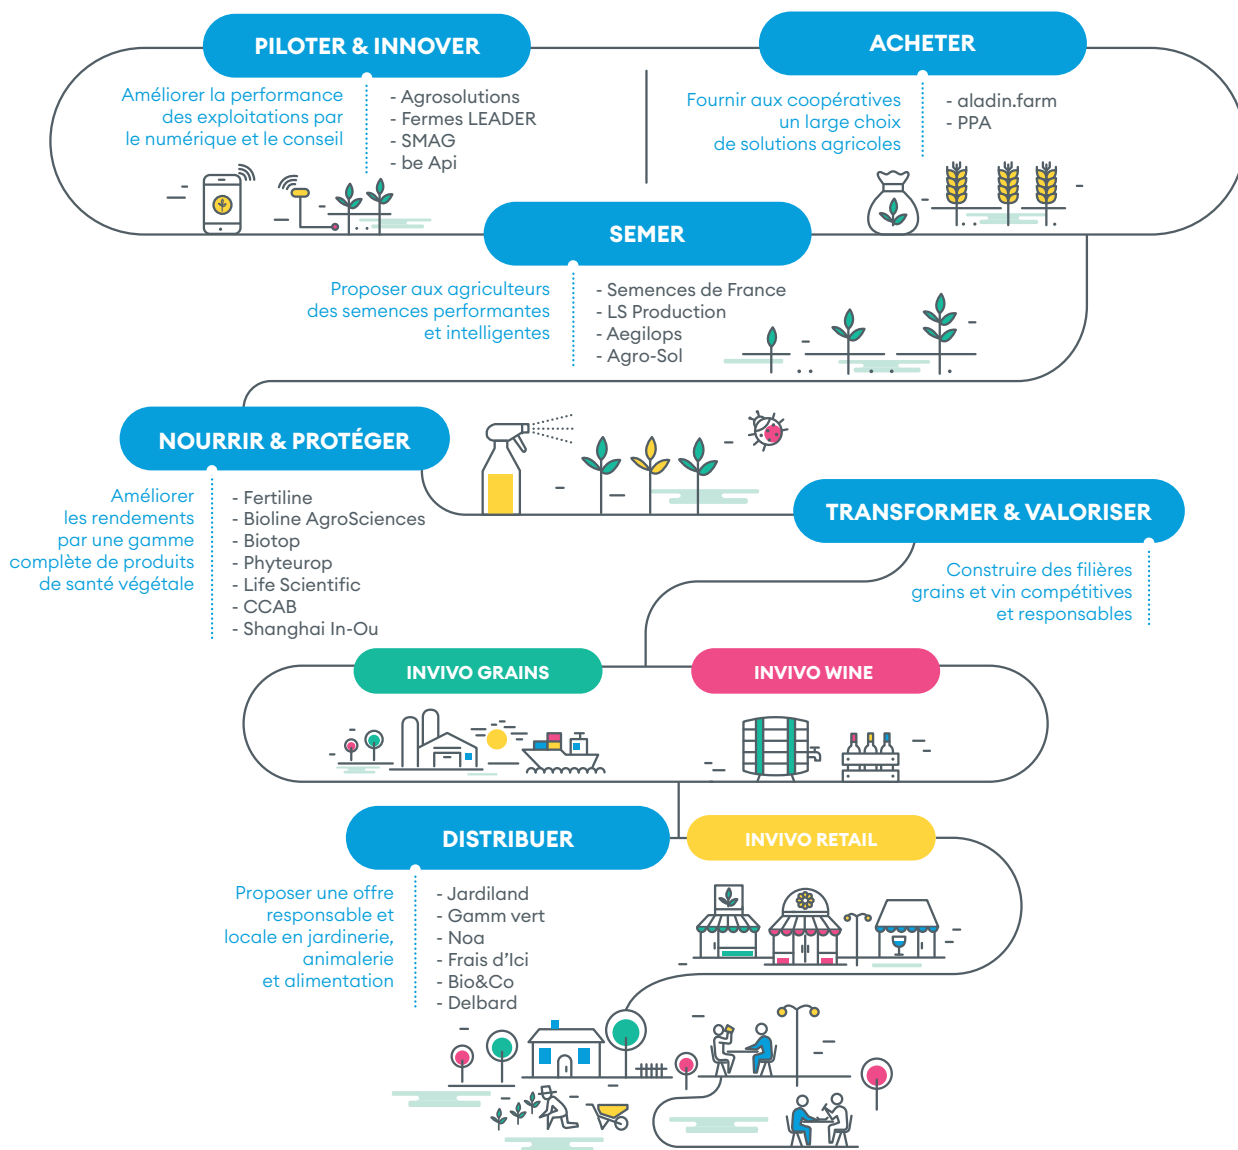 PILOTER & INNOVER
Améliorer la performance
des exploitations par
le numérique et le conseil
- Agrosolutions
- Fermes LEADER
- SMAG
- be Api
ACHETER
Fournir aux coopératives
un large choix
de solutions agricoles
- aladin.farm
- PPA
SEMER
Proposer aux agriculteurs
des semences performantes
et intelligentes
- Semences de France
- LS Production
- Aegilops
- Agro-Sol
NOURRIR & PROTÉGER
Améliorer
les rendements
par une gamme
complète de produits
de santé végétale
- Fertiline
- Bioline AgroSciences
- Biotop
- Phyteurop
- Life Scientific
- CCAB
- Shanghai In-Ou
TRANSFORMER & VALORISER
Construire des filières
grains et vin compétitives
et responsables
INVIVO GRAINS
INVIVO WINE
DISTRIBUER
INVIVO RETAIL
Proposer une offre
responsable et
locale en jardinerie,
animalerie
et alimentation
- Jardiland
- Gamm vert
- Noa
- Frais d'Ici
- Bio&Co
- Delbard